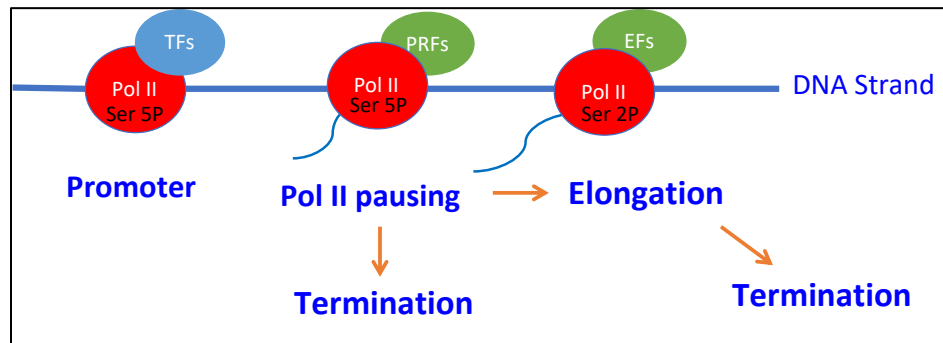 TFs
PRFs
EFs
Pol II
Ser 5P
Pol II
Ser 5P
Pol II
Ser 2P
DNA Strand
Promoter
Pol II pausing
Elongation
Termination
Termination